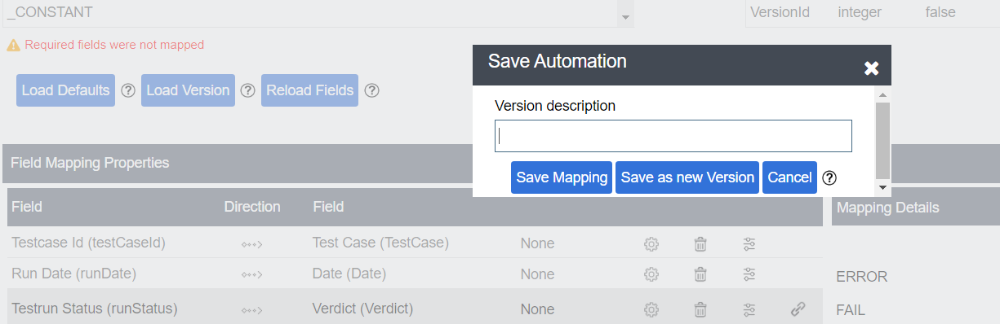 _CONSTANT
VersionId integer false
Required fields were not mapped
Save Automation
Load Defaults ? Load Version ? Reload Fields ?
Version description
Save Mapping Save as new Version Cancel ?
Field Mapping Properties
Field Direction Field
Mapping Details
Testcase Id (testCaseId) Test Case (TestCase) None
Run Date (runDate) Date (Date) None
ERROR
Testrun Status (runStatus) Verdict (Verdict) None
FAIL